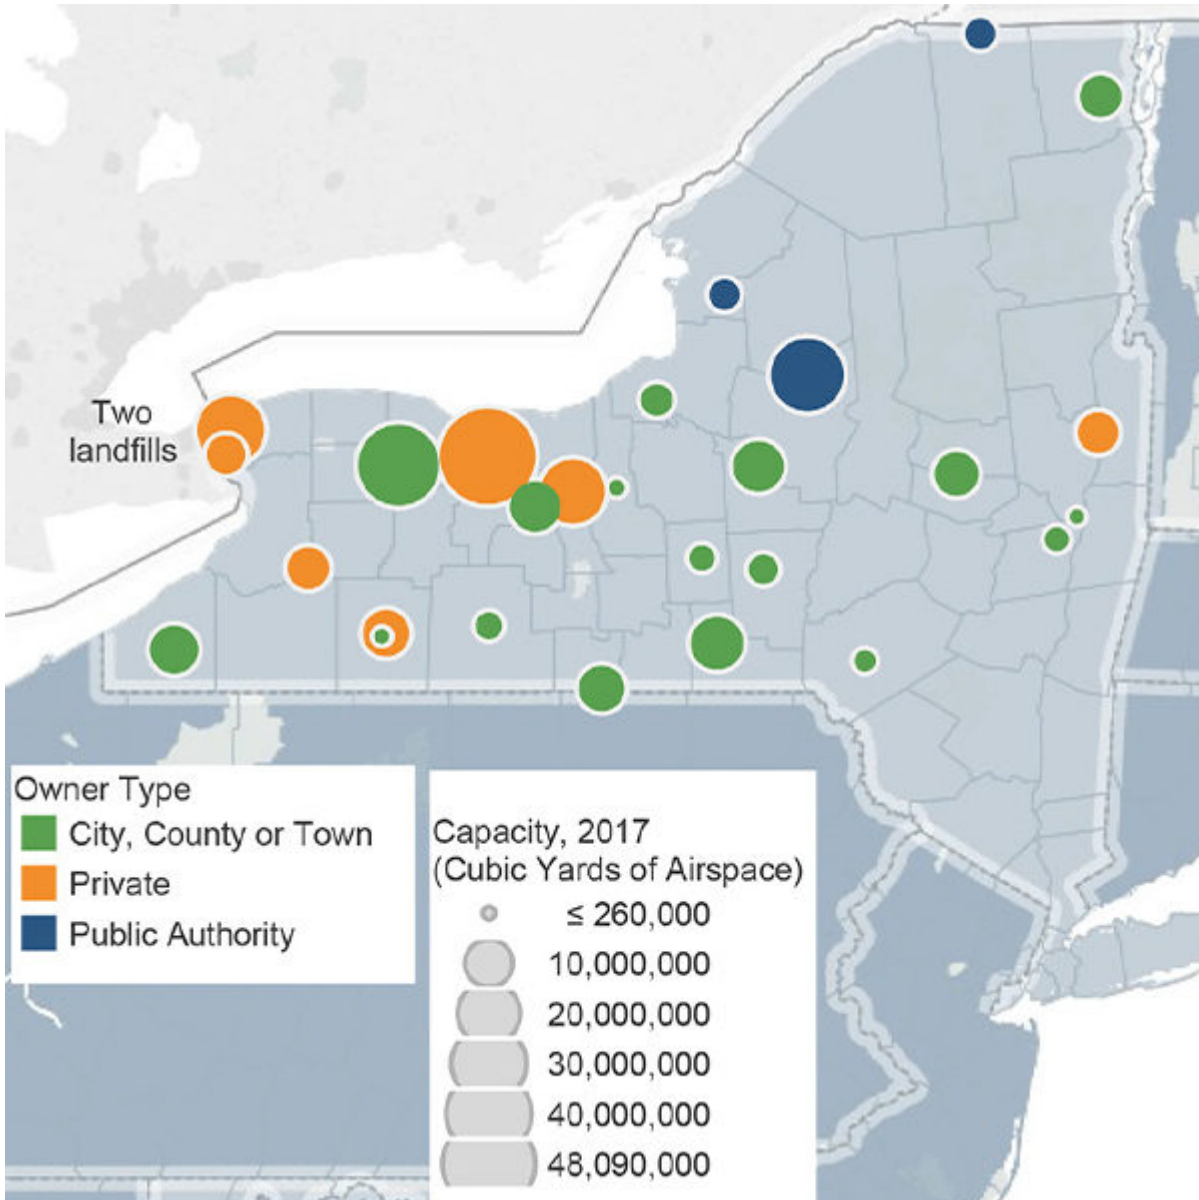 Two
landfills
Owner Type
City, County or Town
Private
Public Authority
Capacity, 2017
(Cubic Yards of Airspace)
≤ 260,000
10,000,000
20,000,000
30,000,000
40,000,000
48,090,000